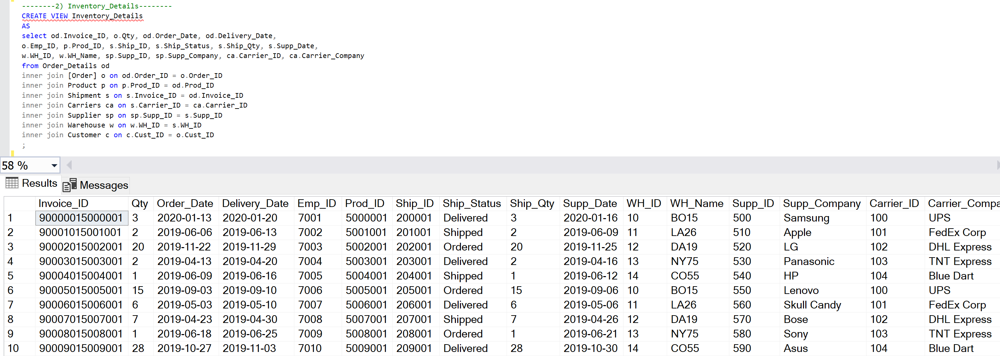 --------2) Inventory_Details--------
CREATE VIEW Inventory_Details
AS
select od.Invoice_ID, o.Qty, od.Order_Date, od.Delivery_Date,
o.Emp_ID, p.Prod_ID, s.Ship_ID, s.Ship_Status, s.Ship_Qty, s.Supp_Date,
w.WH_ID, w.WH_Name, sp.Supp_ID, sp.Supp_Company, ca.Carrier_ID, ca.Carrier_Company
from Order_Details od
inner join [Order] o on od.Order_ID = o.Order_ID
inner join Product p on p.Prod_ID = od.Prod_ID
inner join Shipment s on s.Invoice_ID = od.Invoice_ID
inner join Carriers ca on s.Carrier_ID = ca.Carrier_ID
inner join Supplier sp on sp.Supp_ID = s.Supp_ID
inner join Warehouse w on w.WH_ID = s.WH_ID
inner join Customer c on c.Cust_ID = o.Cust_ID
;
58 %
Results Messages
Invoice_ID Qty Order_Date Delivery_Date Emp_ID Prod_ID Ship_ID Ship_Status Ship_Qty Supp_Date WH_ID WH_Name Supp_ID Supp_Company Carrier_ID Carrier_Compa
1 90000015000001 3 2020-01-13 2020-01-20 7001 5000001 200001 Delivered 3 2020-01-16 10 BO15 500 Samsung 100 UPS
2 90001015001001 2 2019-06-06 2019-06-13 7002 5001001 201001 Shipped 2 2019-06-09 11 LA26 510 Apple 101 FedEx Corp
3 90002015002001 20 2019-11-22 2019-11-29 7003 5002001 202001 Ordered 20 2019-11-25 12 DA19 520 LG 102 DHL Express
4 90003015003001 2 2019-04-13 2019-04-20 7004 5003001 203001 Delivered 2 2019-04-16 13 NY75 530 Panasonic 103 TNT Express
5 90004015004001 1 2019-06-09 2019-06-16 7005 5004001 204001 Shipped 1 2019-06-12 14 CO55 540 HP 104 Blue Dart
6 90005015005001 15 2019-09-03 2019-09-10 7006 5005001 205001 Ordered 15 2019-09-06 10 BO15 550 Lenovo 100 UPS
7 90006015006001 6 2019-05-03 2019-05-10 7007 5006001 206001 Delivered 6 2019-05-06 11 LA26 560 Skull Candy 101 FedEx Corp
8 90007015007001 7 2019-04-23 2019-04-30 7008 5007001 207001 Shipped 7 2019-04-26 12 DA19 570 Bose 102 DHL Express
9 90008015008001 1 2019-06-18 2019-06-25 7009 5008001 208001 Ordered 1 2019-06-21 13 NY75 580 Sony 103 TNT Express
10 90009015009001 28 2019-10-27 2019-11-03 7010 5009001 209001 Delivered 28 2019-10-30 14 CO55 590 Asus 104 Blue Dart